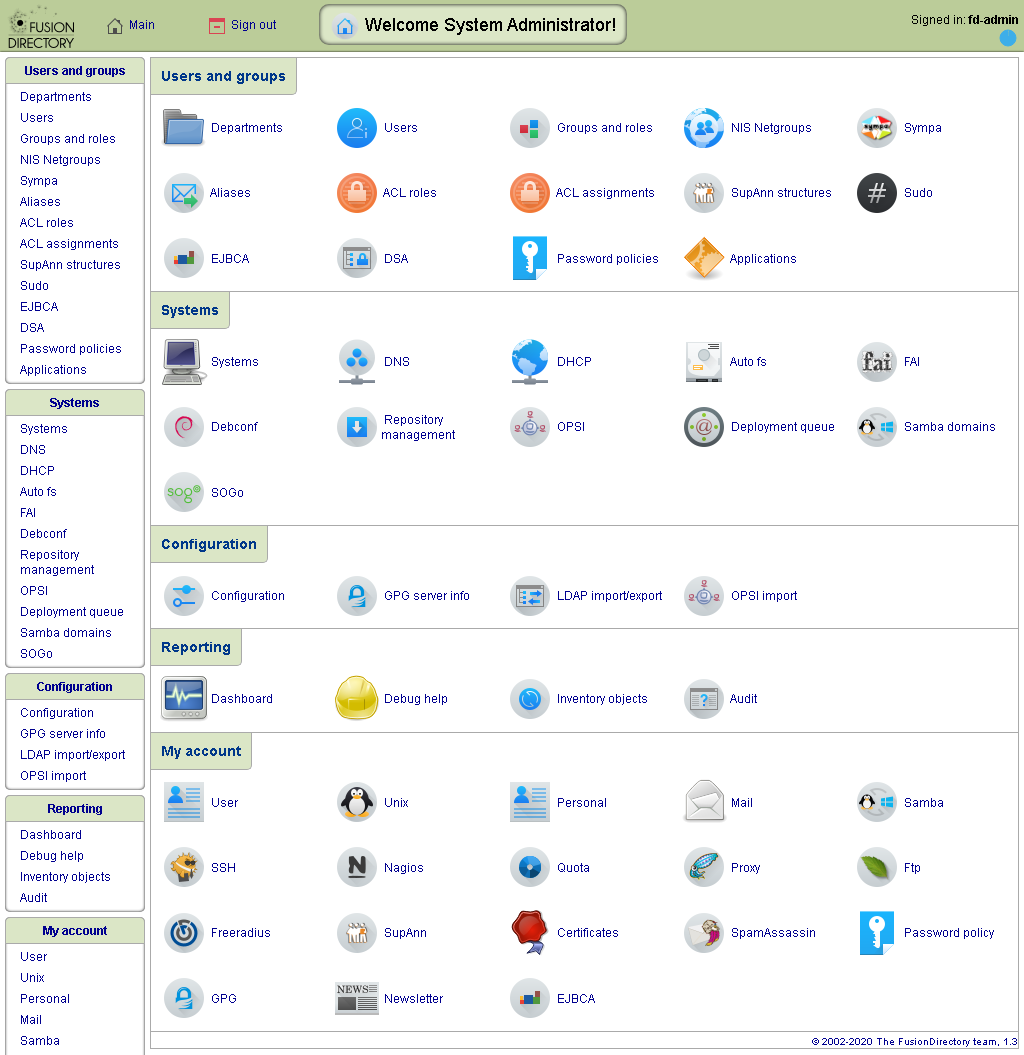 FUSION
DIRECTORY
Main
Sign out
Welcome System Administrator!
Signed in: fd-admin
Users and groups
Departments
Users
Groups and roles
NIS Netgroups
Sympa
Aliases
ACL roles
ACL assignments
SupAnn structures
Sudo
EJBCA
DSA
Password policies
Applications
Systems
Systems
DNS
DHCP
Auto fs
FAI
Debconf
Repository
management
OPSI
Deployment queue
Samba domains
SOGo
Configuration
Configuration
GPG server info
LDAP import/export
OPSI import
Reporting
Dashboard
Debug help
Inventory objects
Audit
My account
User
Unix
Personal
Mail
Samba
Users and groups
Departments
Users
Groups and roles
NIS Netgroups
sympa
Sympa
Aliases
ACL roles
ACL assignments
SupAnn structures
#
Sudo
EJBCA
DSA
Password policies
Applications
Systems
Systems
DNS
DHCP
Auto fs
fai
FAI
Debconf
Repository
management
OPSI
@
Deployment queue
Samba domains
sogo
SOGo
Configuration
Configuration
GPG server info
LDAP import/export
OPSI import
Reporting
Dashboard
Debug help
Inventory objects
?
Audit
My account
User
Unix
Personal
Mail
Samba
SSH
N
Nagios
Quota
Proxy
Ftp
Freeradius
SupAnn
Certificates
SpamAssassin
Password policy
GPG
NEWS
Newsletter
EJBCA
© 2002-2020 The FusionDirectory team, 1.3